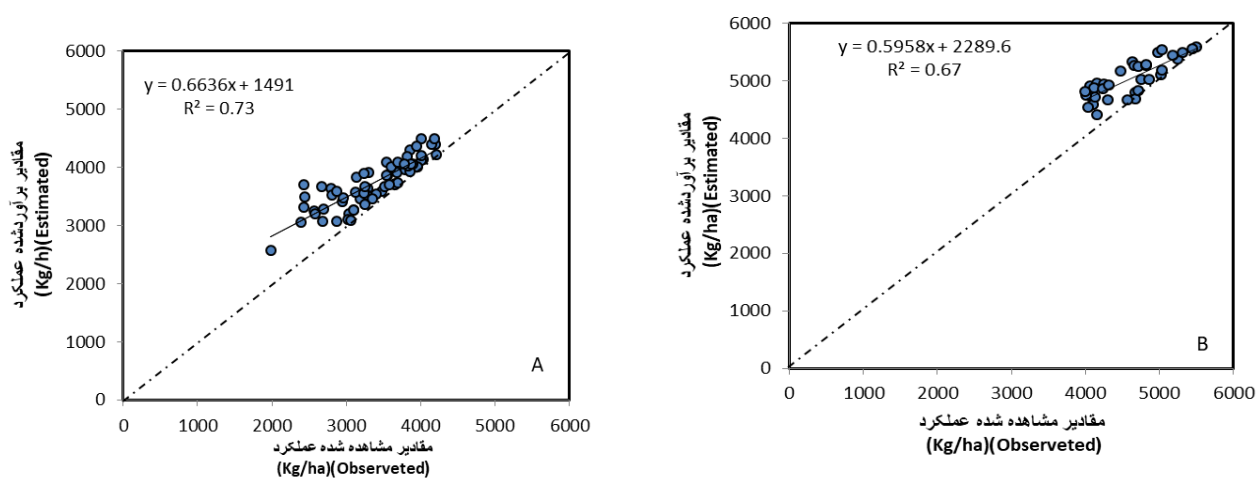 6000
5000
4000
3000
2000
1000
0
y = 0.6636x + 1491
R² = 0.73
A
0 1000 2000 3000 4000 5000 6000
مقادیر برآوردشده عملکرد
(Kg/h)(Estimated)
مقادیر مشاهده شده عملکرد
(Kg/ha)(Observeted)
6000
5000
4000
3000
2000
1000
0
y = 0.5958x + 2289.6
R² = 0.67
B
0 1000 2000 3000 4000 5000 6000
مقادیر برآوردشده عملکرد
(Kg/ha)(Estimated)
مقادیر مشاهده شده عملکرد
(Kg/ha)(Observeted)